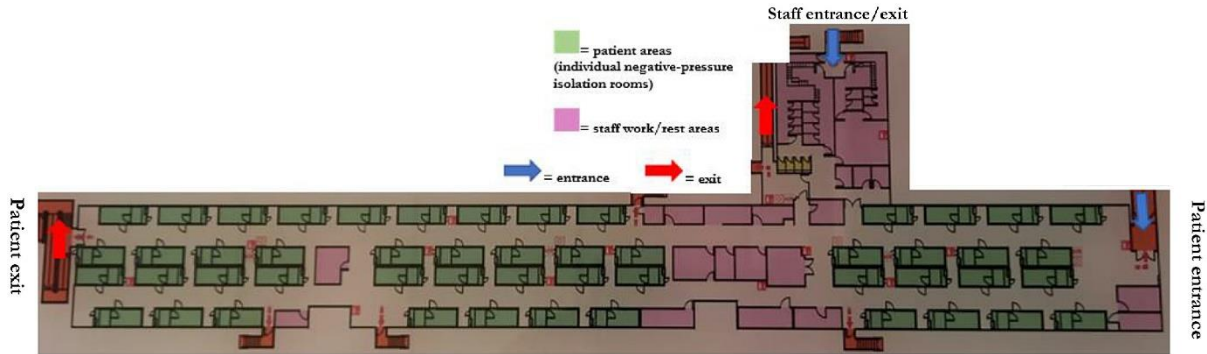 Staff entrance/exit
= patient areas
(individual negative-pressure
isolation rooms)
= staff work/rest areas
= entrance
= exit
Patient exit
Patient entrance